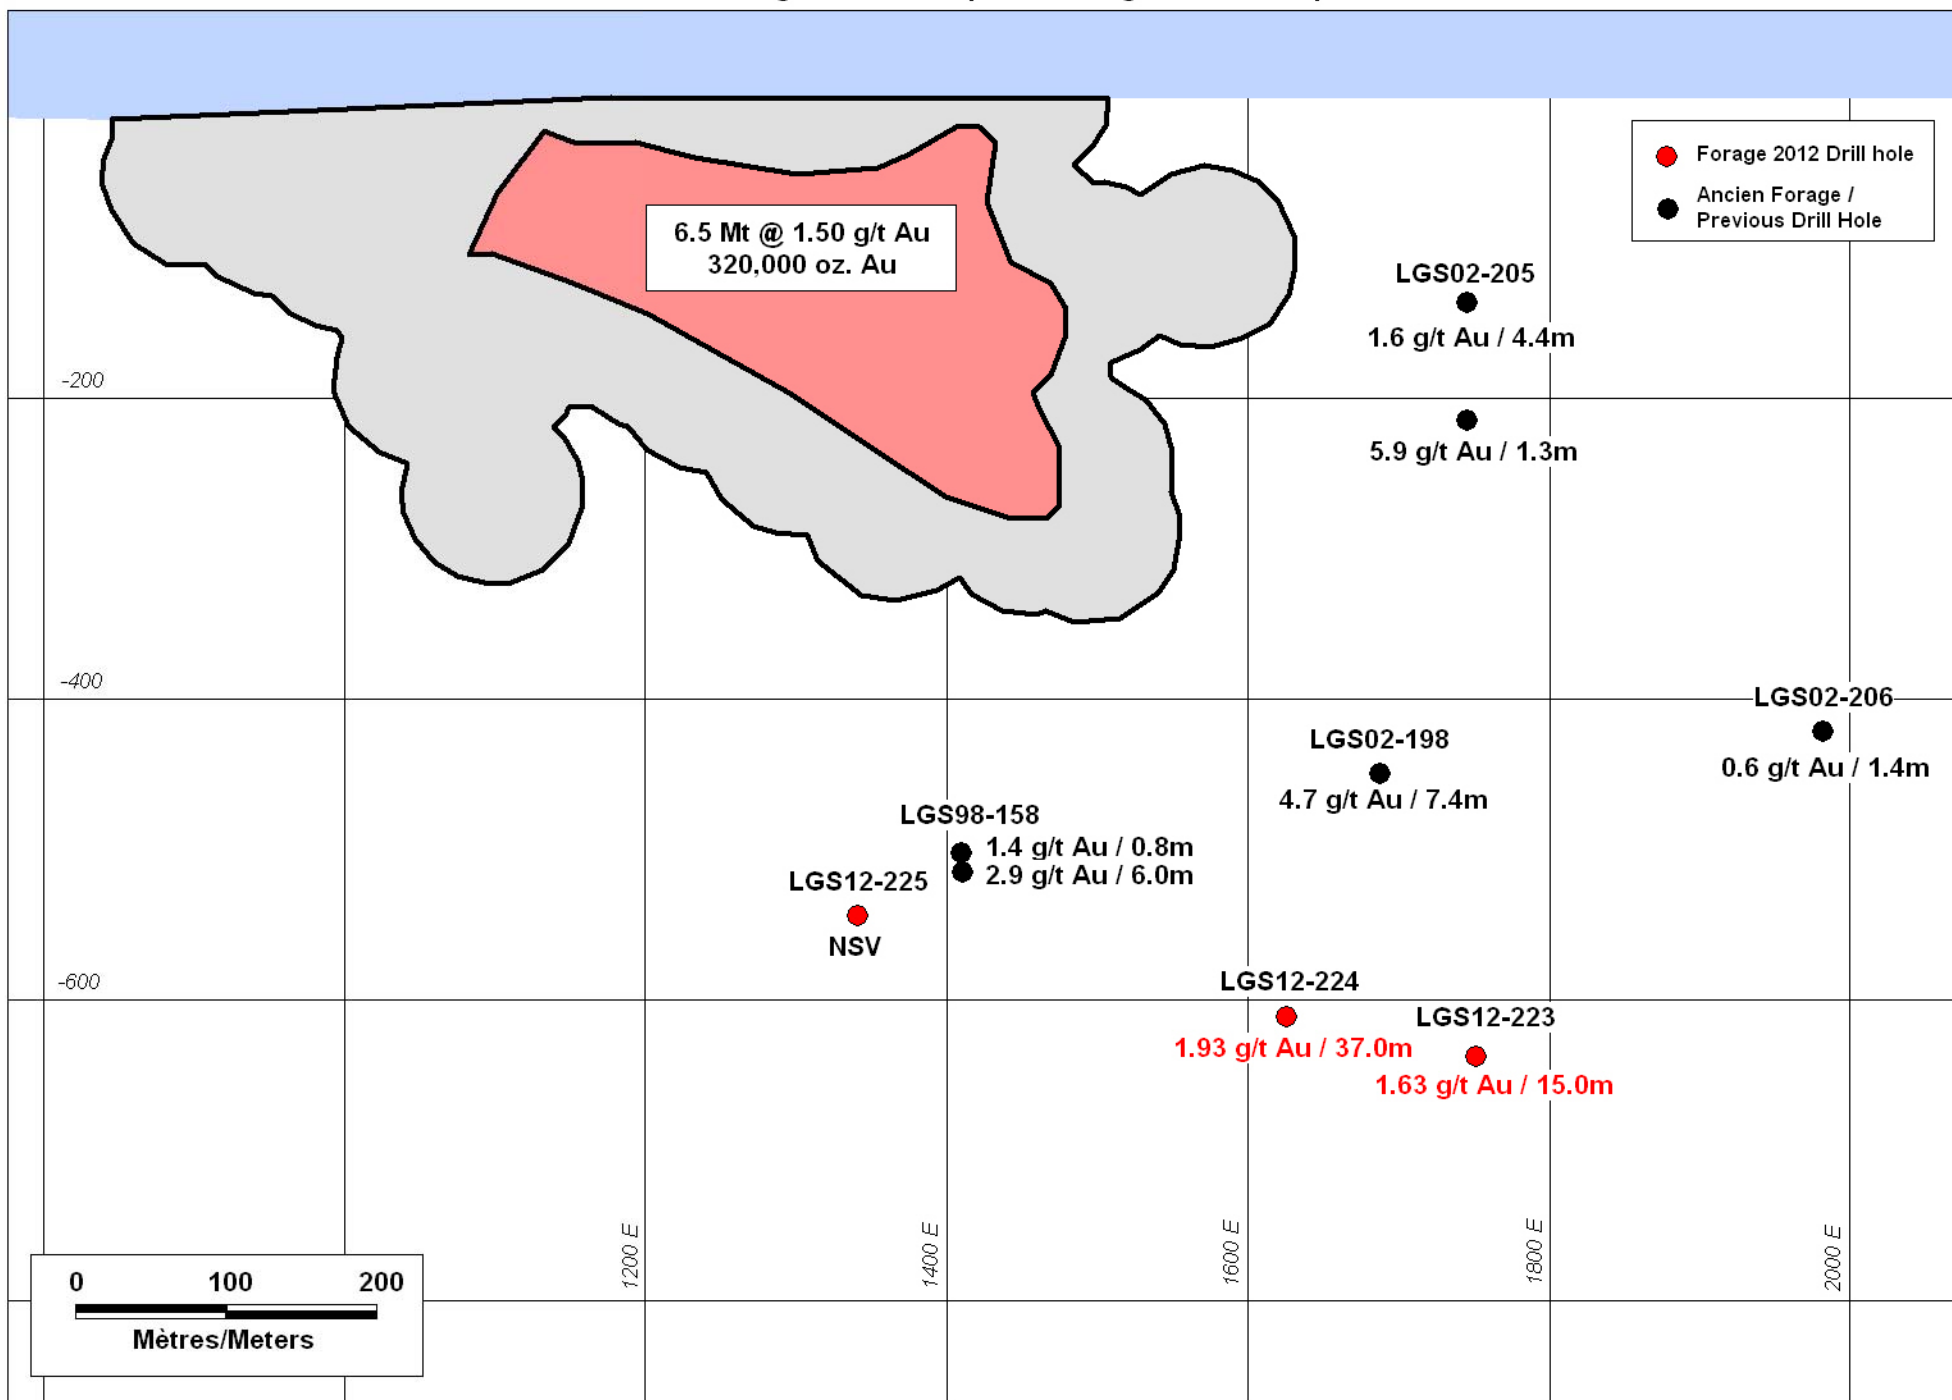 Forage 2012 Drill hole
Ancien Forage /
Previous Drill Hole
6.5 Mt @ 1.50 g/t Au
320,000 oz. Au
LGS02-205
1.6 g/t Au / 4.4m
-200
5.9 g/t Au / 1.3m
-400
LGS02-206
0.6 g/t Au / 1.4m
LGS02-198
4.7 g/t Au / 7.4m
LGS98-158
1.4 g/t Au / 0.8m
2.9 g/t Au / 6.0m
LGS12-225
NSV
-600
LGS12-224
1.93 g/t Au / 37.0m
LGS12-223
1.63 g/t Au / 15.0m
1200 E
1400 E
1600 E
1800 E
2000 E
0 100 200
Mètres/Meters